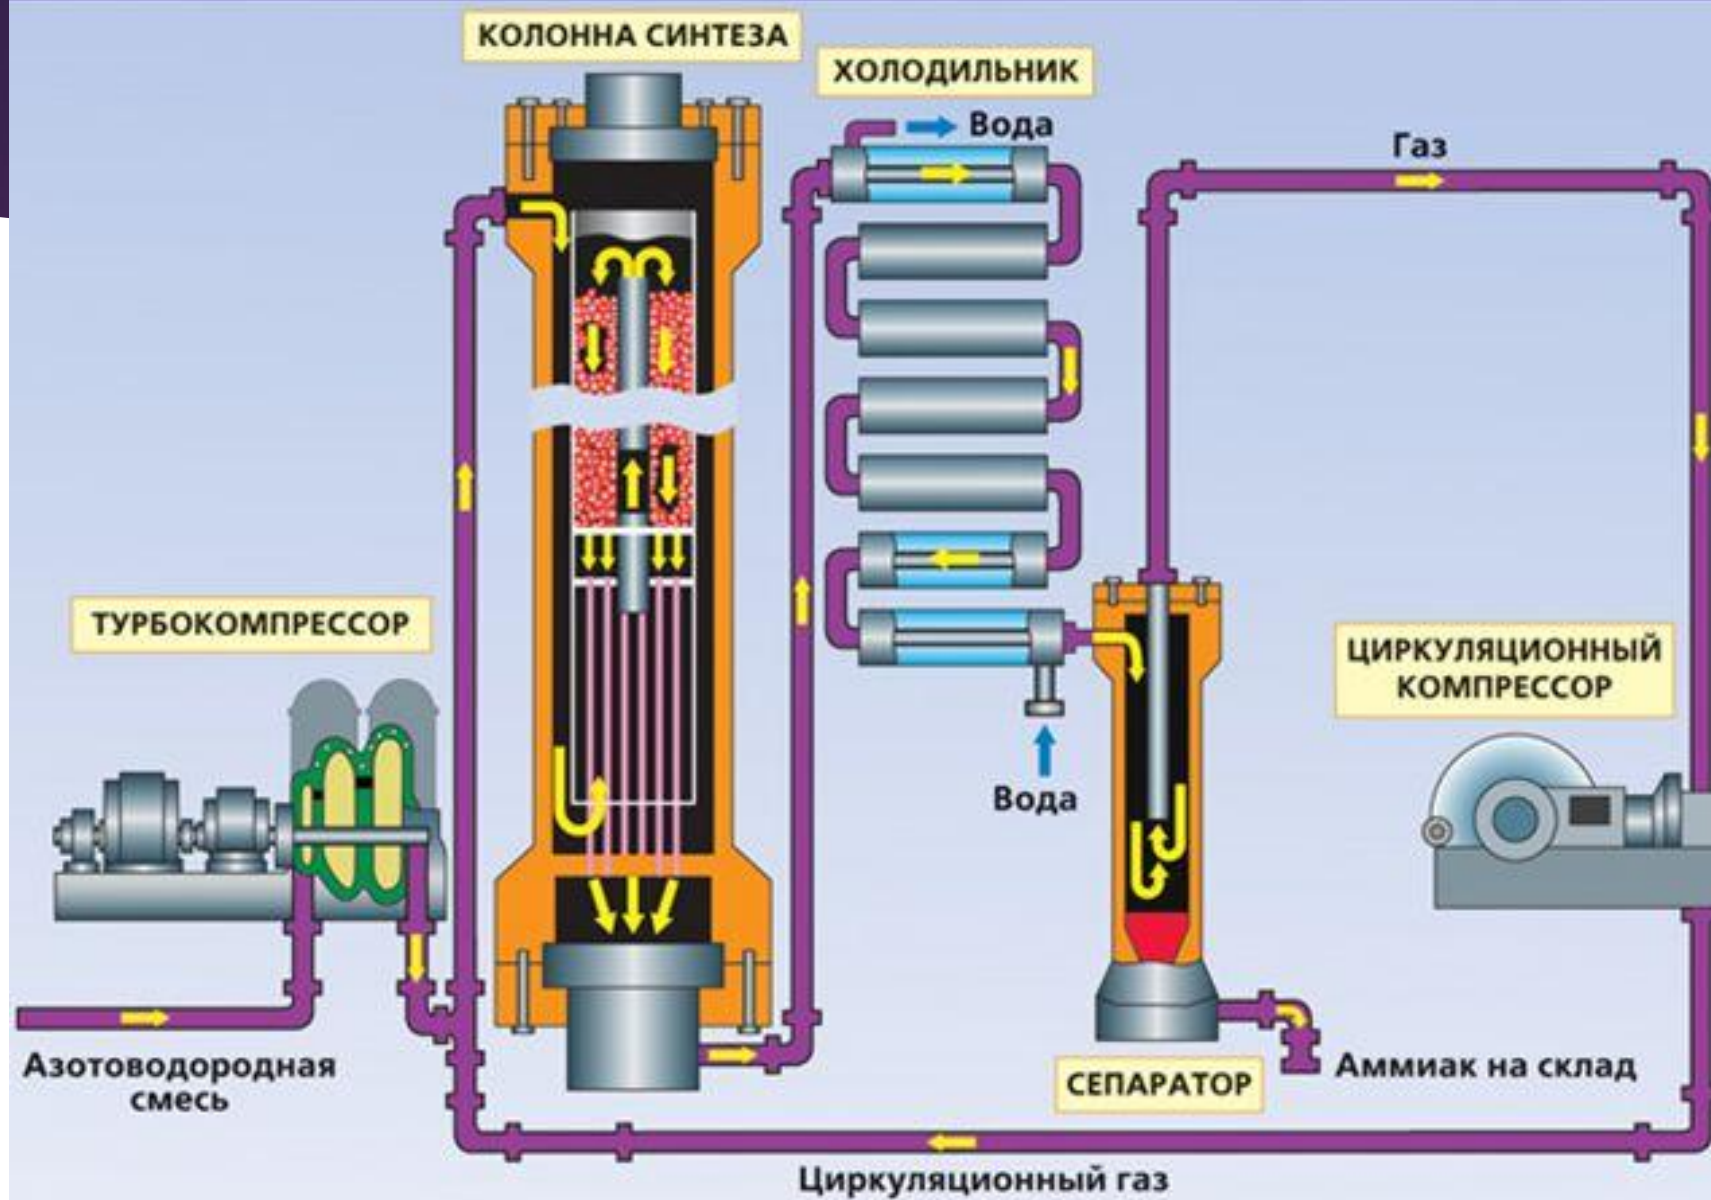 КОЛОННА СИНТЕЗА
ХОЛОДИЛЬНИК
Вода
Газ
ТУРБОКОМПРЕССОР
ЦИРКУЛЯЦИОННЫЙ
КОМПРЕССОР
Вода
Азотоводородная
смесь
СЕПАРАТОР
Аммиак на склад
Циркуляционный газ